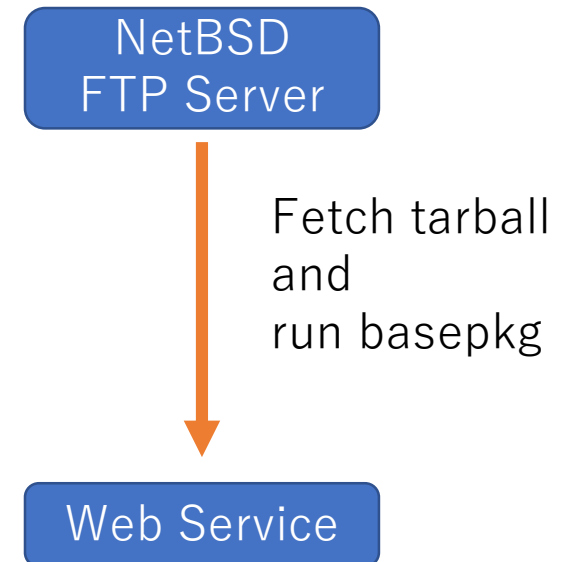 NetBSD
FTP Server
Fetch tarball
and
run basepkg
Web Service